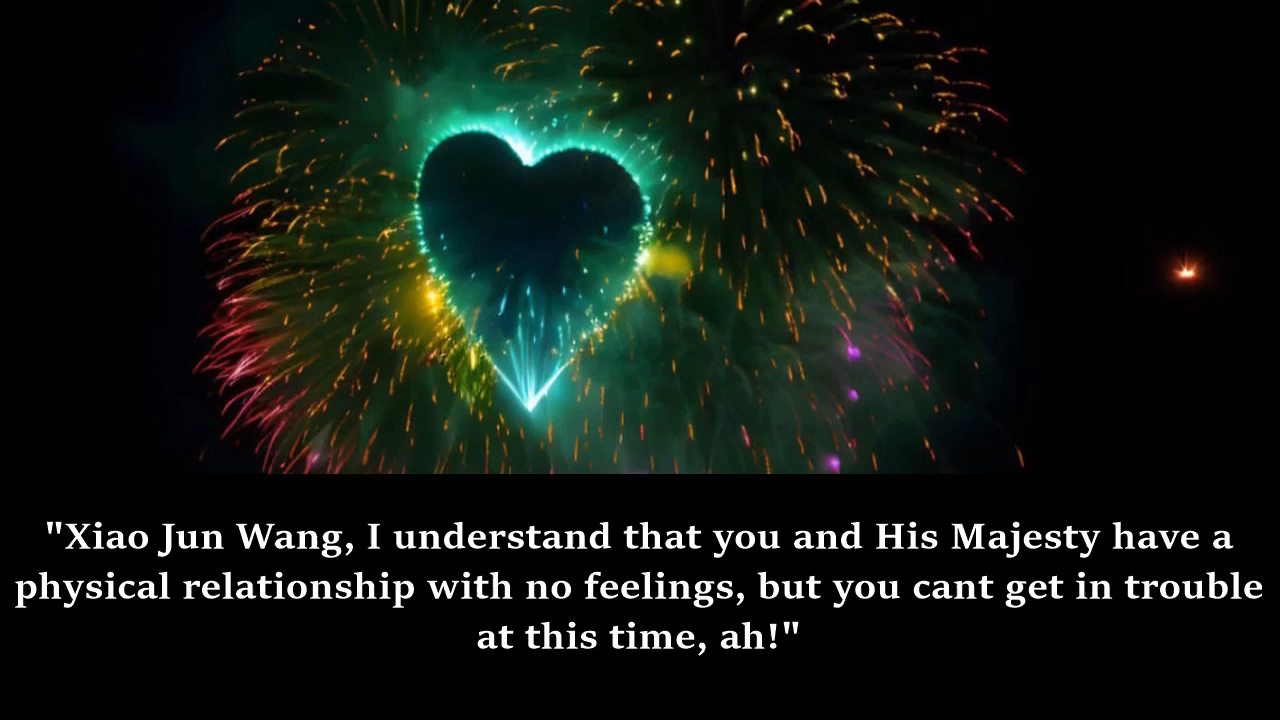 "Xiao Jun Wang, I understand that you and His Majesty have a
physical relationship with no feelings, but you cant get in trouble
at this time, ah!"